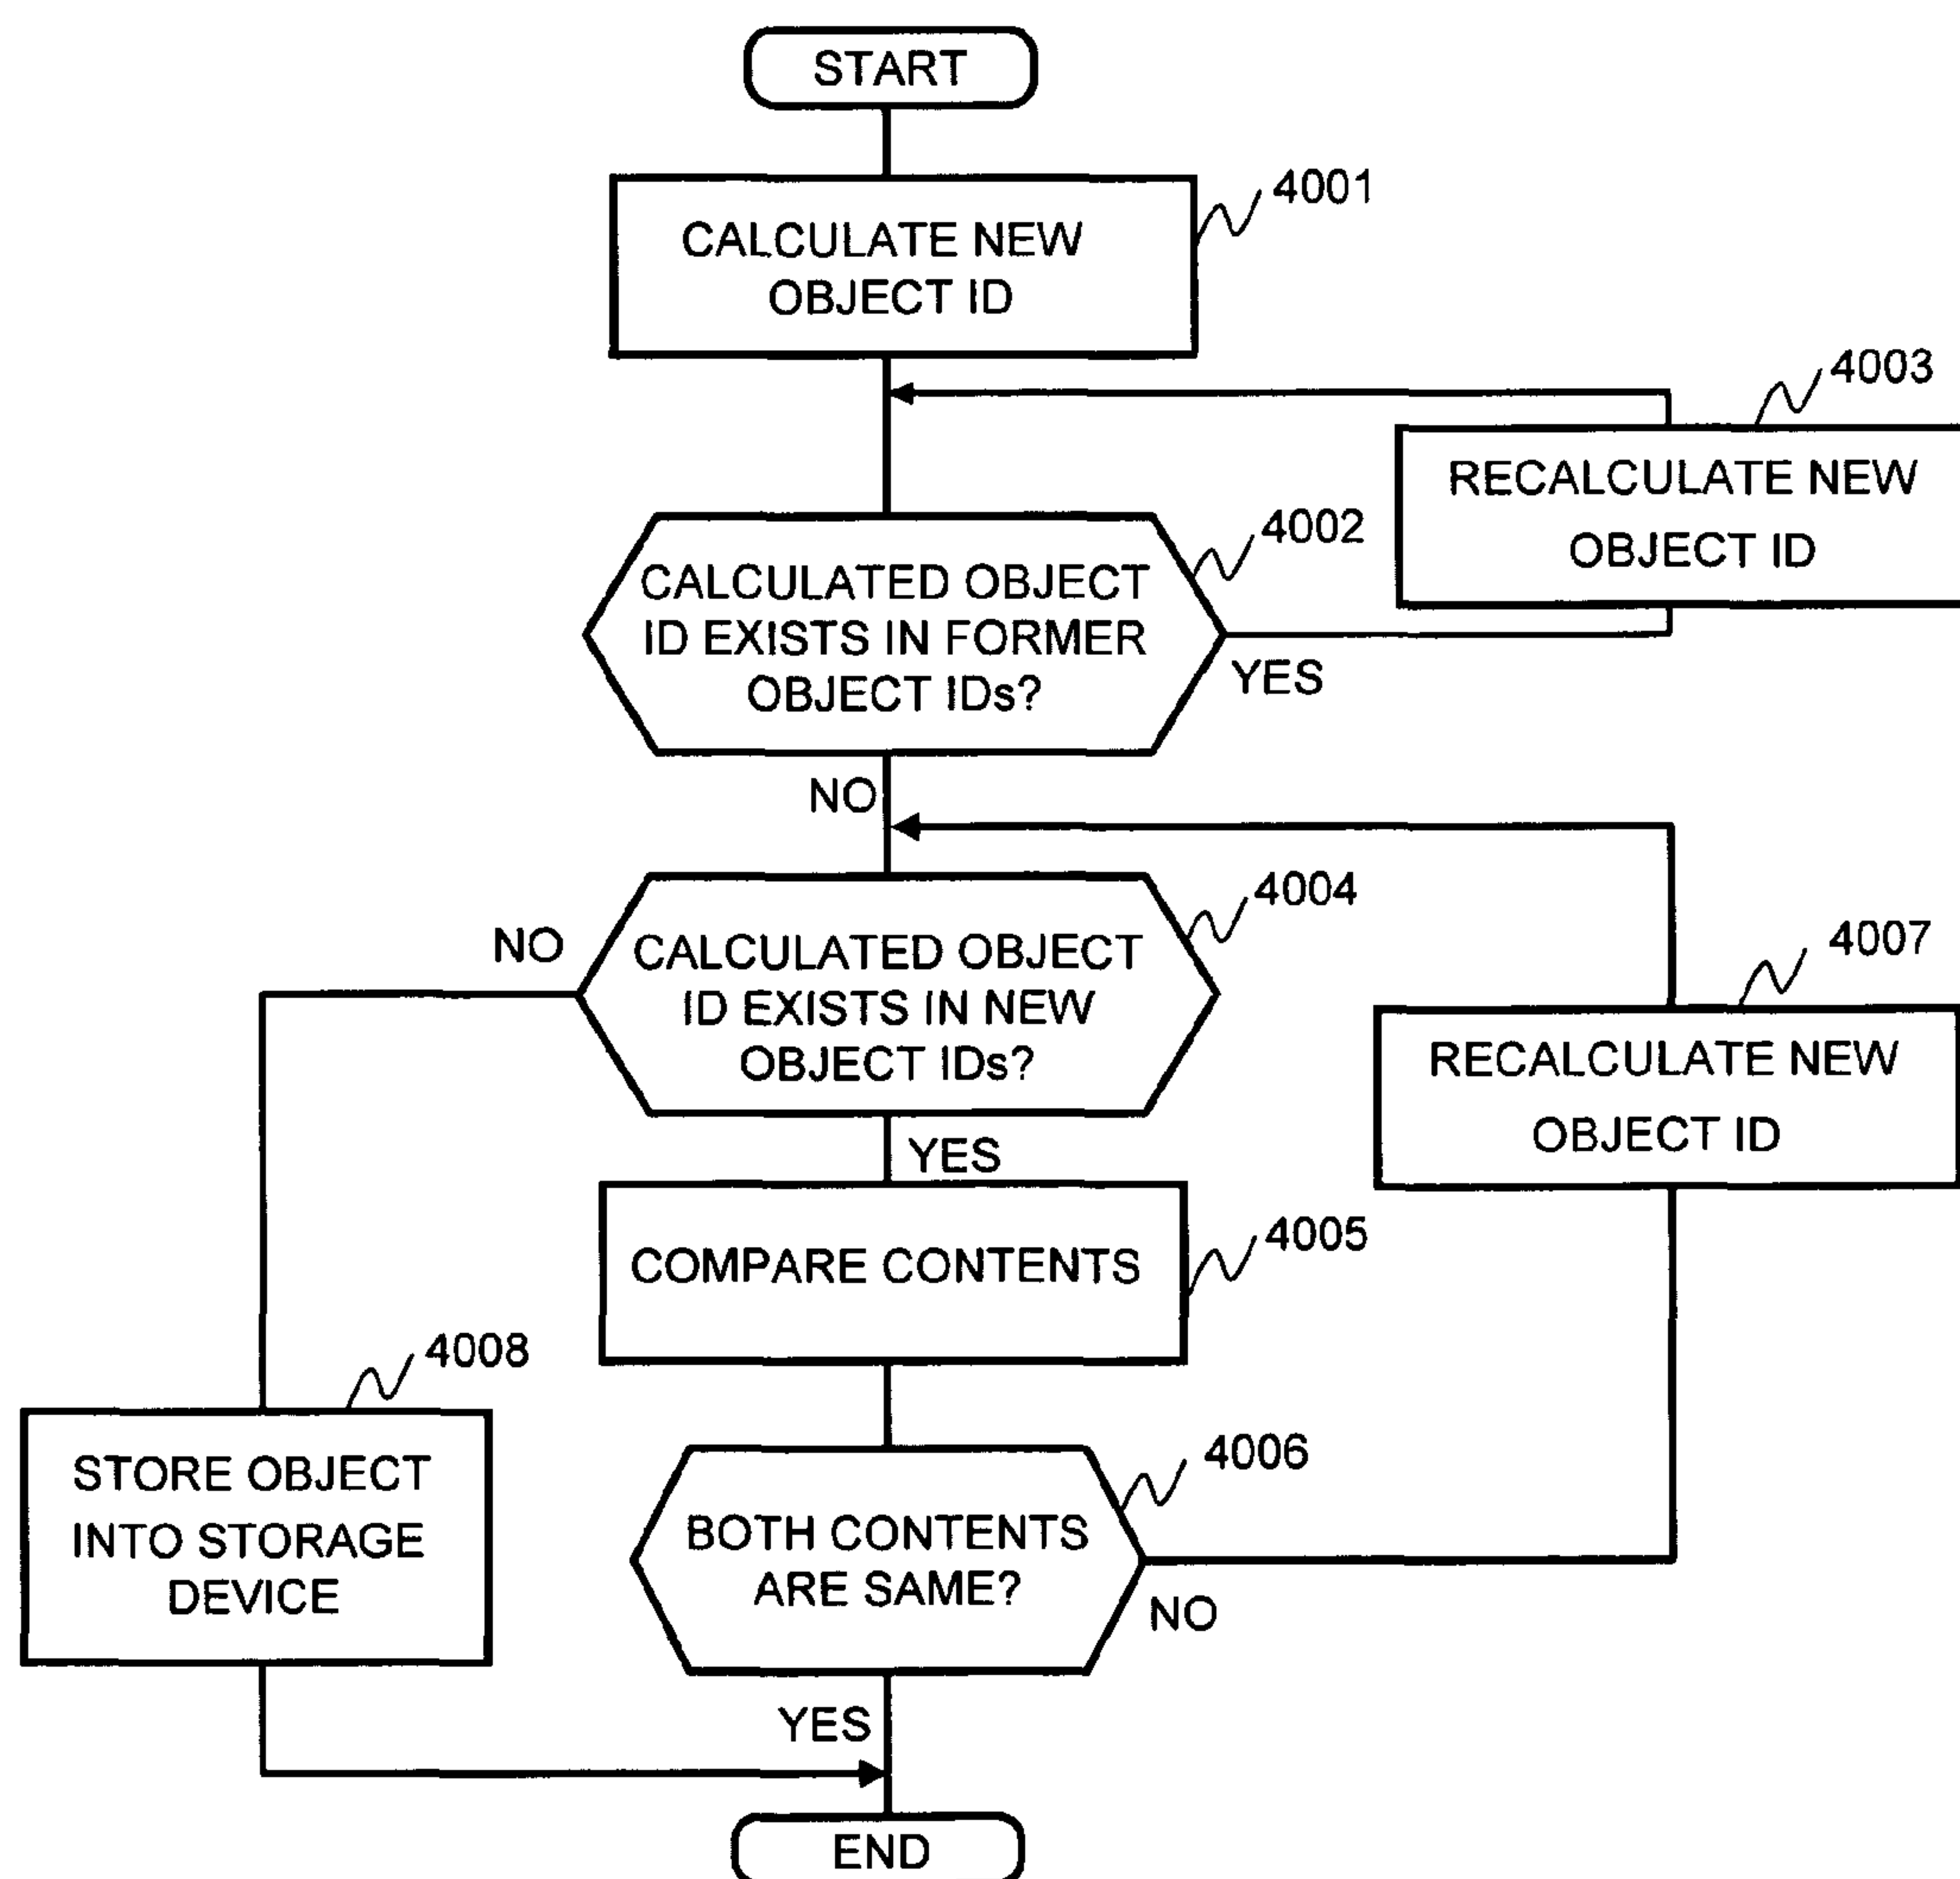 START
4001
CALCULATE NEW
OBJECT ID
4003
RECALCULATE NEW
OBJECT ID
4002
CALCULATED OBJECT
ID EXISTS IN FORMER
OBJECT IDs?
YES
NO
4004
NO
CALCULATED OBJECT
ID EXISTS IN NEW
OBJECT IDs?
4007
RECALCULATE NEW
OBJECT ID
YES
4005
COMPARE CONTENTS
4008
STORE OBJECT
INTO STORAGE
DEVICE
4006
BOTH CONTENTS
ARE SAME?
NO
YES
END